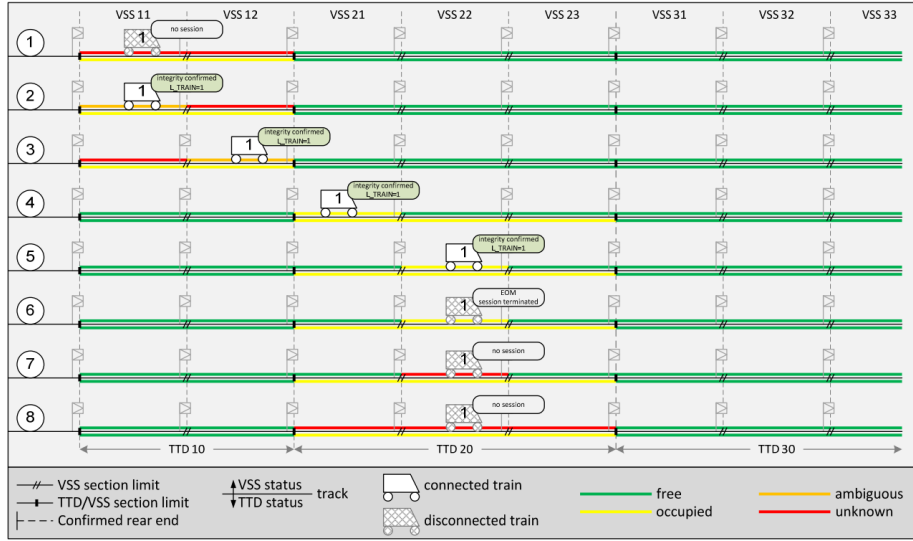 VSS 11 VSS 12 VSS 21 VSS 22 VSS 23 VSS 31 VSS 32 VSS 33
1 1 no session
2 1 integrity confirmed
L_TRAIN=1
3 1 integrity confirmed
L_TRAIN=1
4 1 integrity confirmed
L_TRAIN=1
5 1 integrity confirmed
L_TRAIN=1
6 1 EOM
session terminated
7 1 no session
8 1 no session
TTD 10 TTD 20 TTD 30
VSS section limit
TTD/VSS section limit
Confirmed rear end
VSS status
TTD status
track
connected train
disconnected train
free
occupied
ambiguous
unknown